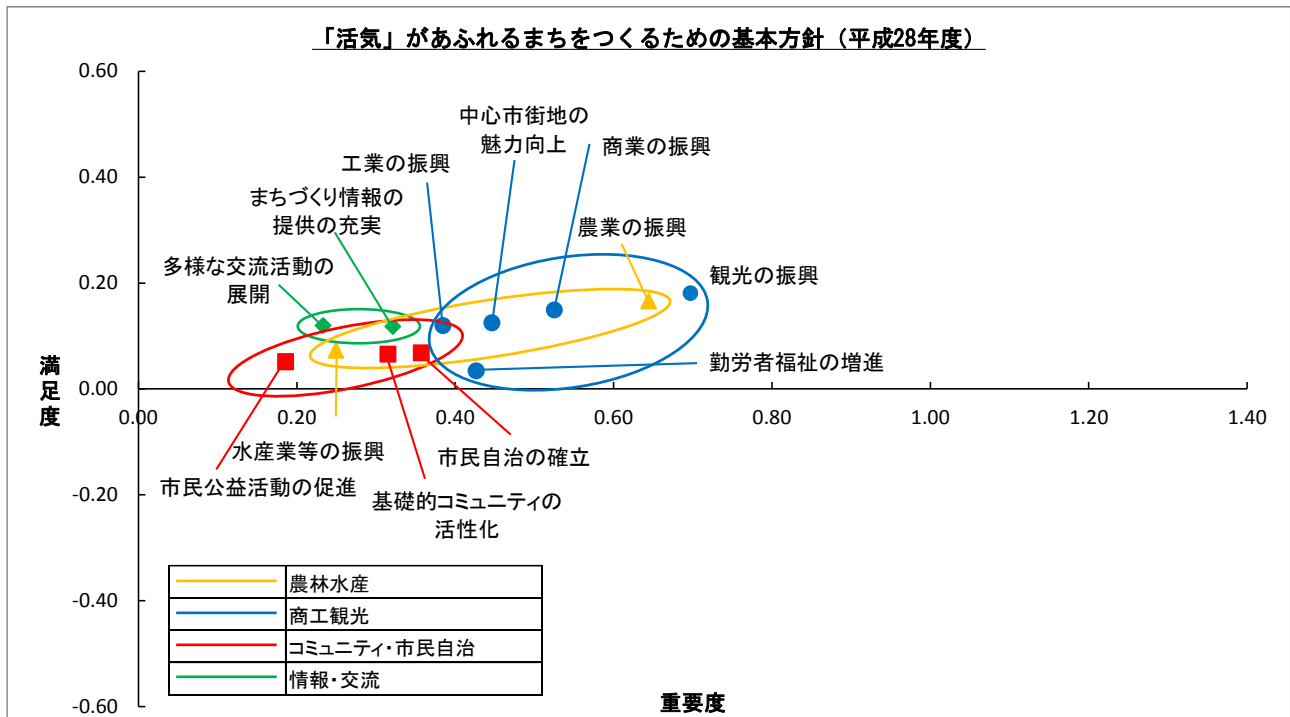 「活気」があふれるまちをつくるための基本方針（平成28年度）
0.60
中心市街地の
魅力向上
商業の振興
工業の振興
0.40
まちづくり情報の
提供の充実
農業の振興
多様な交流活動の
展開
観光の振興
0.20
満足度
勤労者福祉の増進
0.00
0.00
0.20
0.40
0.60
0.80
1.00
1.20
1.40
水産業等の振興
市民自治の確立
市民公益活動の促進
-0.20
基礎的コミュニティの
活性化
農林水産
-0.40
商工観光
コミュニティ・市民自治
情報・交流
重要度
-0.60